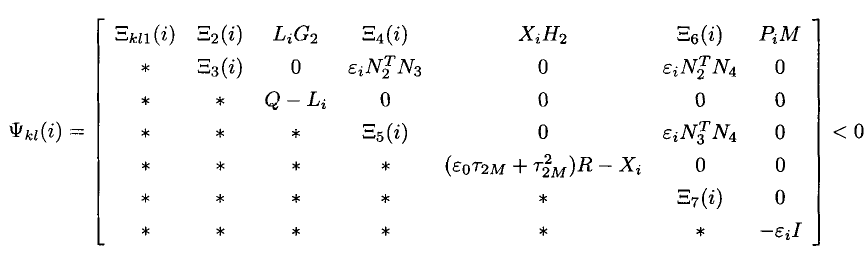 Ξ_{kl1}(i) Ξ_2(i) L_iG_2 Ξ_4(i) X_iH_2 Ξ_6(i) P_iM
* Ξ_3(i) 0 ε_iN_2^TN_3 0 ε_iN_2^TN_4 0
* * Q − L_i 0 0 0 0
Ψ_{kl}(i) = * * * Ξ_5(i) 0 ε_iN_3^TN_4 0 < 0
* * * * (ε_0τ_{2M} + τ_{2M}^2)R − X_i 0 0
* * * * * Ξ_7(i) 0
* * * * * * −ε_iI